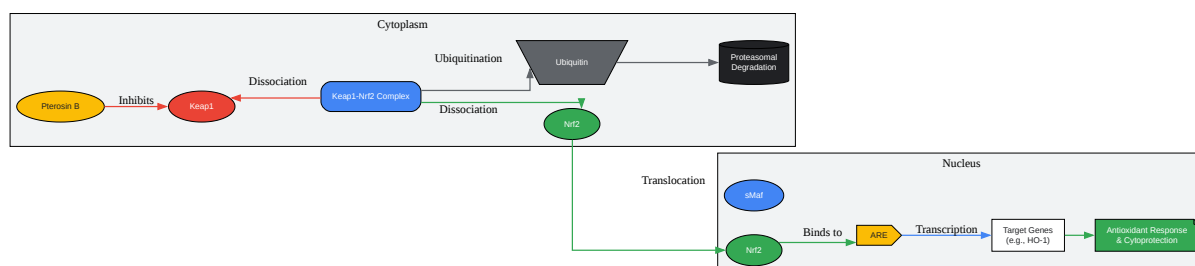 Cytoplasm
Ubiquitination
Ubiquitin
Proteasomal
Degradation
Dissociation
Pterosin B
Inhibits
Keap1
Keap1-Nrf2 Complex
Dissociation
Nrf2
Nucleus
Translocation
sMaf
Nrf2
Binds to
ARE
Transcription
Target Genes
(e.g., HO-1)
Antioxidant Response
& Cytoprotection